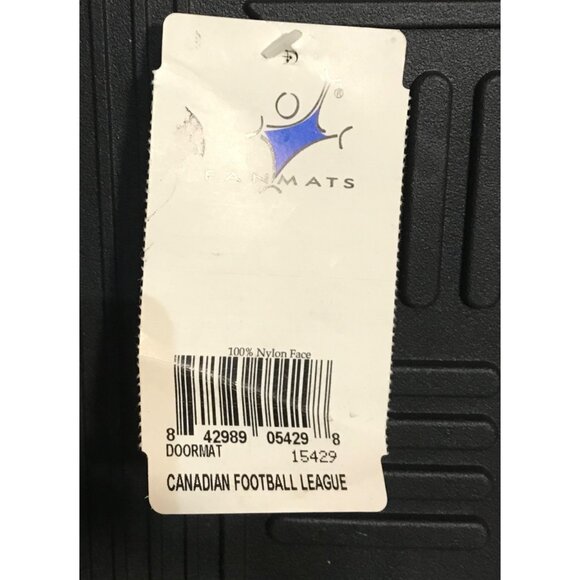 ®
FANMATS
100% Nylon Face
8 42989 05429 8
DOORMAT 15429
CANADIAN FOOTBALL LEAGUE